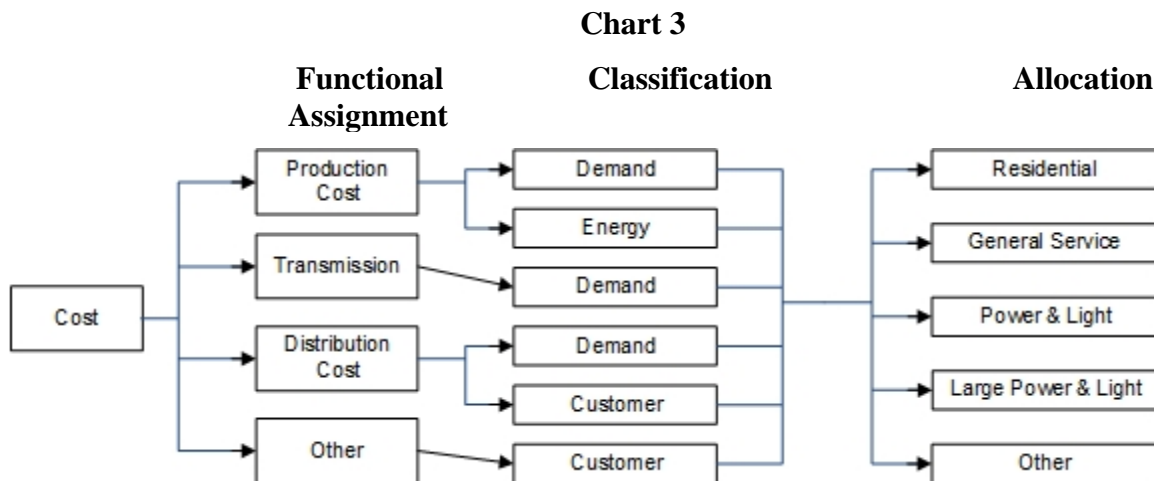 Chart 3
Functional
Assignment
Classification
Allocation
Cost
Production
Cost
Transmission
Distribution
Cost
Other
Demand
Energy
Demand
Demand
Customer
Customer
Residential
General Service
Power & Light
Large Power & Light
Other